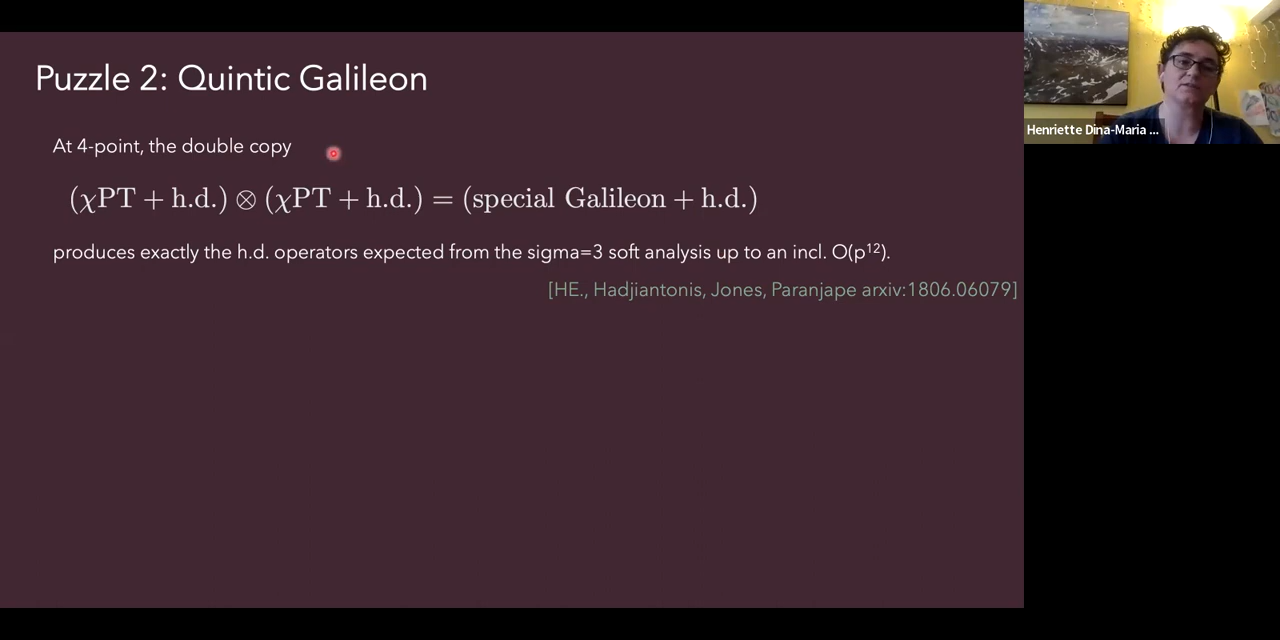 Puzzle 2: Quintic Galileon
At 4-point, the double copy
(χPT + h.d.) ⊗ (χPT + h.d.) = (special Galileon + h.d.)
produces exactly the h.d. operators expected from the sigma=3 soft analysis up to an incl. O(p¹²).
[HE., Hadjiantonis, Jones, Paranjape arxiv:1806.06079]
Henriette Dina-Maria ...